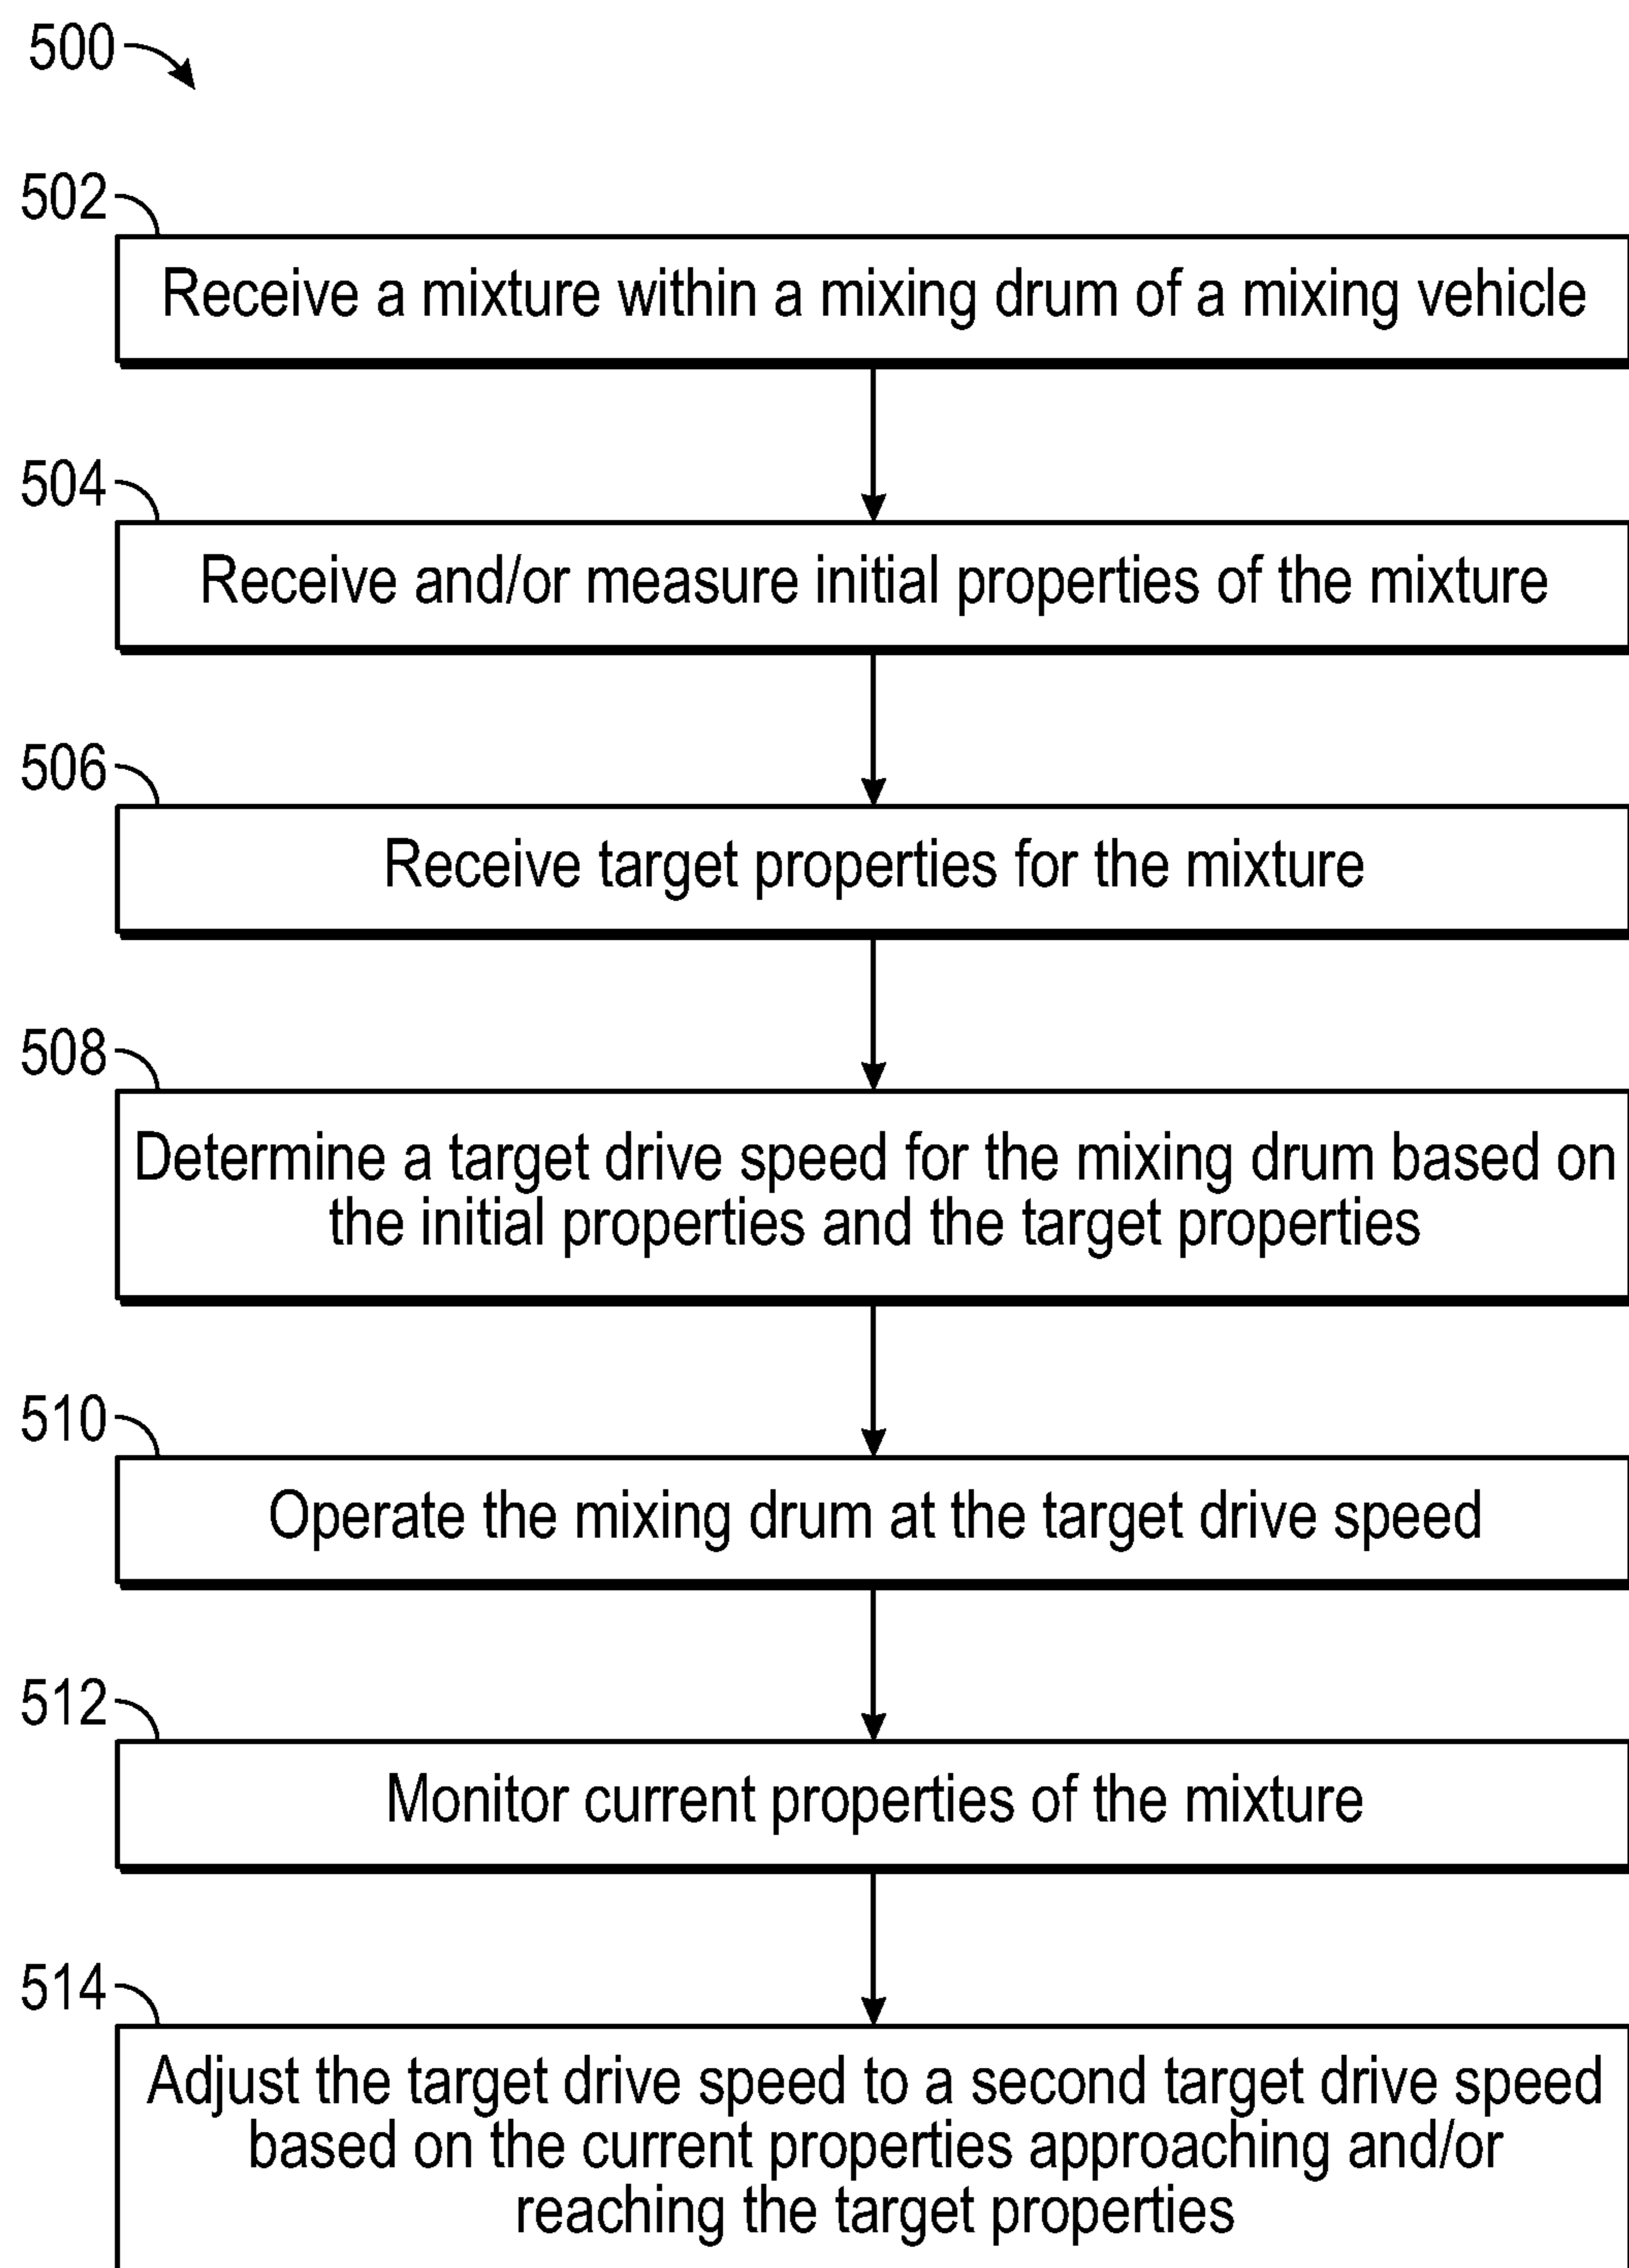 500
502
Receive a mixture within a mixing drum of a mixing vehicle
504
Receive and/or measure initial properties of the mixture
506
Receive target properties for the mixture
508
Determine a target drive speed for the mixing drum based on
the initial properties and the target properties
510
Operate the mixing drum at the target drive speed
512
Monitor current properties of the mixture
514
Adjust the target drive speed to a second target drive speed
based on the current properties approaching and/or
reaching the target properties